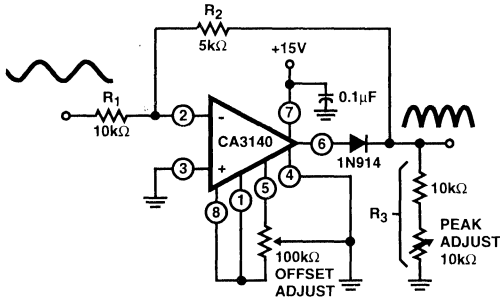 R2
5kΩ
+15V
R1
10kΩ
0.1µF
2
-
7
CA3140
6
1N914
3
+
4
5
1
8
10kΩ
R3
PEAK
ADJUST
10kΩ
100kΩ
OFFSET
ADJUST